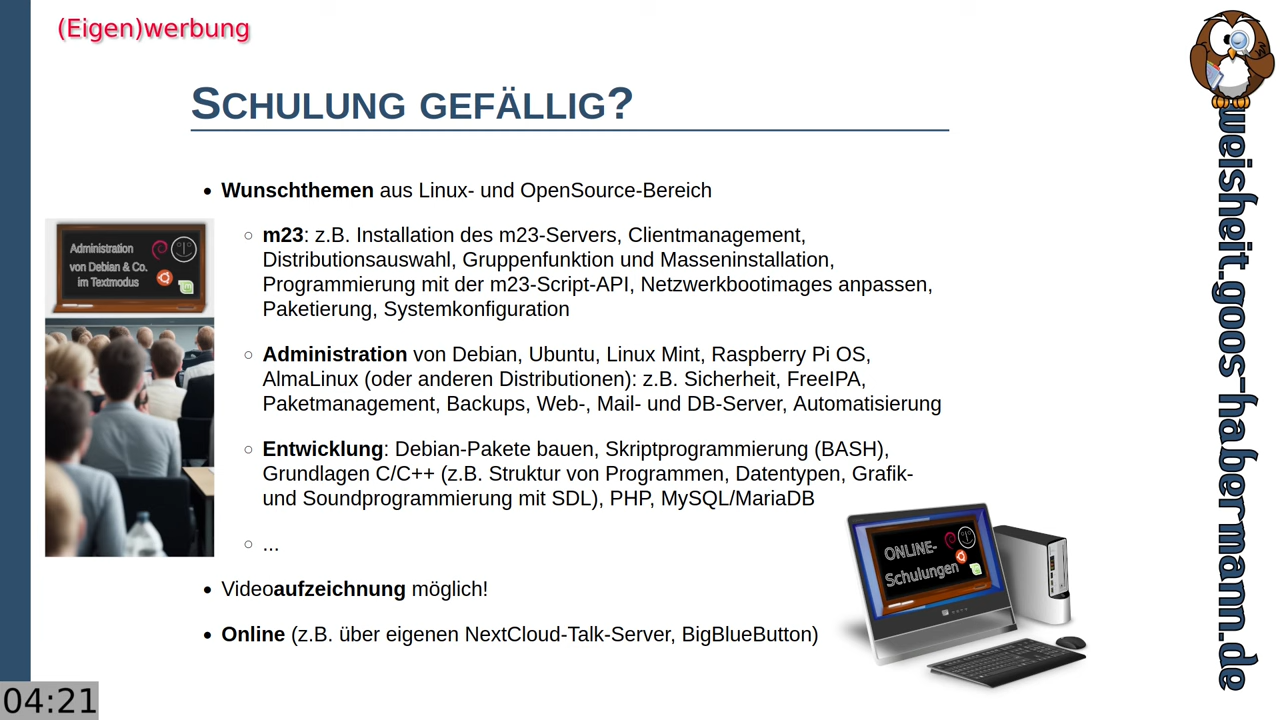 (Eigen)werbung
SCHULUNG GEFÄLLIG?
• Wunschthemen aus Linux- und OpenSource-Bereich
◦ m23: z.B. Installation des m23-Servers, Clientmanagement,
Distributionsauswahl, Gruppenfunktion und Masseninstallation,
Programmierung mit der m23-Script-API, Netzwerkbootimages anpassen,
Paketierung, Systemkonfiguration
◦ Administration von Debian, Ubuntu, Linux Mint, Raspberry Pi OS,
AlmaLinux (oder anderen Distributionen): z.B. Sicherheit, FreeIPA,
Paketmanagement, Backups, Web-, Mail- und DB-Server, Automatisierung
◦ Entwicklung: Debian-Pakete bauen, Skriptprogrammierung (BASH),
Grundlagen C/C++ (z.B. Struktur von Programmen, Datentypen, Grafik-
und Soundprogrammierung mit SDL), PHP, MySQL/MariaDB
◦ ...
• Videoaufzeichnung möglich!
• Online (z.B. über eigenen NextCloud-Talk-Server, BigBlueButton)
Administration
von Debian & Co.
im Textmodus
ONLINE-
Schulungen
weisheit.goos-habermann.de
04:21